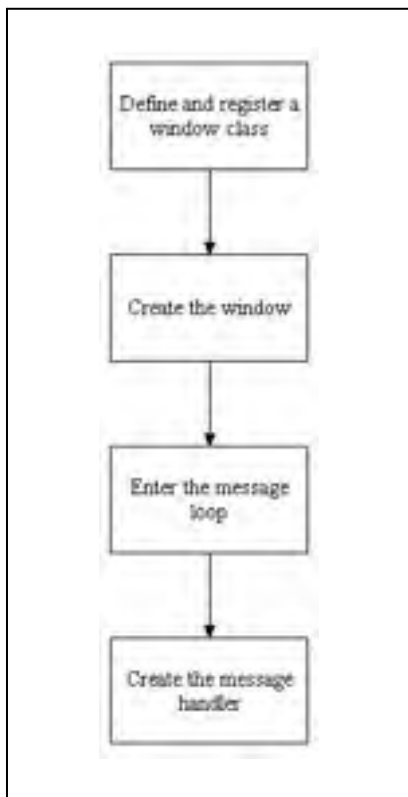 Define and register a
window class
Create the window
Enter the message
loop
Create the message
handler